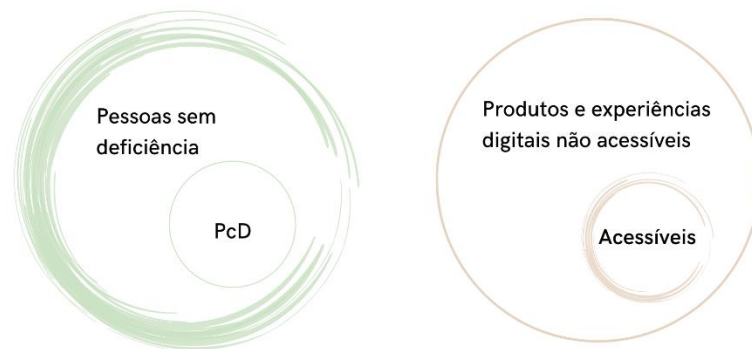 Pessoas sem
deficiência
PcD
Produtos e experiências
digitais não acessíveis
Acessíveis